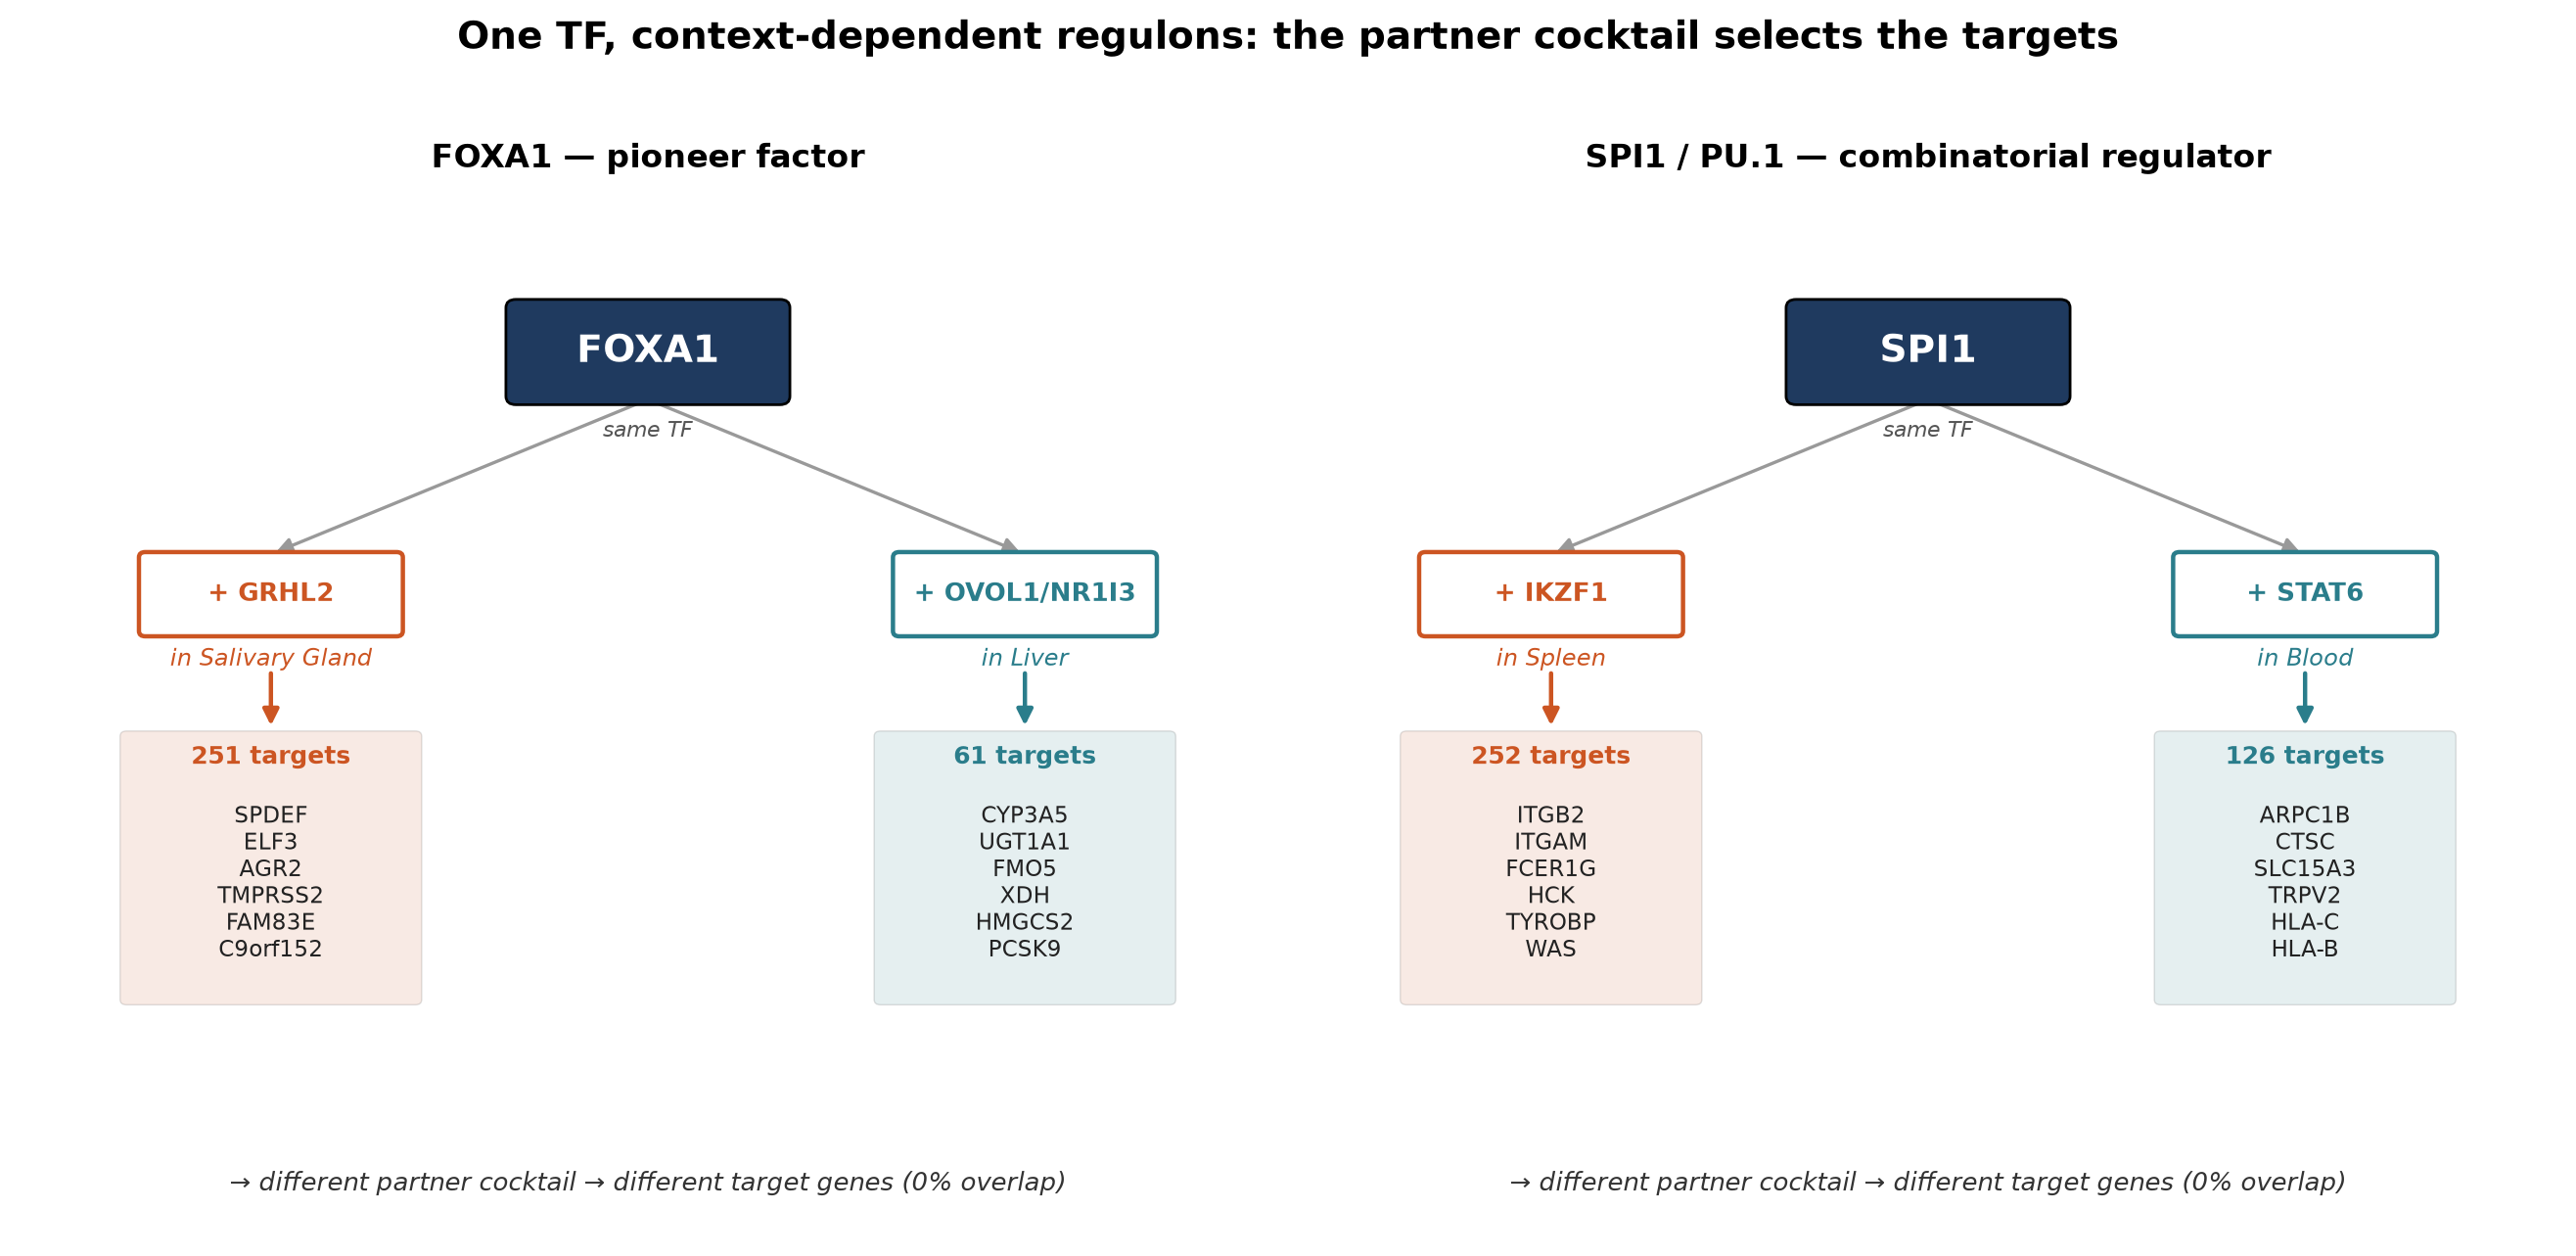 One TF, context-dependent regulons: the partner cocktail selects the targets
FOXA1 — pioneer factor
FOXA1
same TF
+ GRHL2
in Salivary Gland
251 targets
SPDEF
ELF3
AGR2
TMPRSS2
FAM83E
C9orf152
+ OVOL1/NR1I3
in Liver
61 targets
CYP3A5
UGT1A1
FMO5
XDH
HMGCS2
PCSK9
→ different partner cocktail → different target genes (0% overlap)
SPI1 / PU.1 — combinatorial regulator
SPI1
same TF
+ IKZF1
in Spleen
252 targets
ITGB2
ITGAM
FCER1G
HCK
TYROBP
WAS
+ STAT6
in Blood
126 targets
ARPC1B
CTSC
SLC15A3
TRPV2
HLA-C
HLA-B
→ different partner cocktail → different target genes (0% overlap)